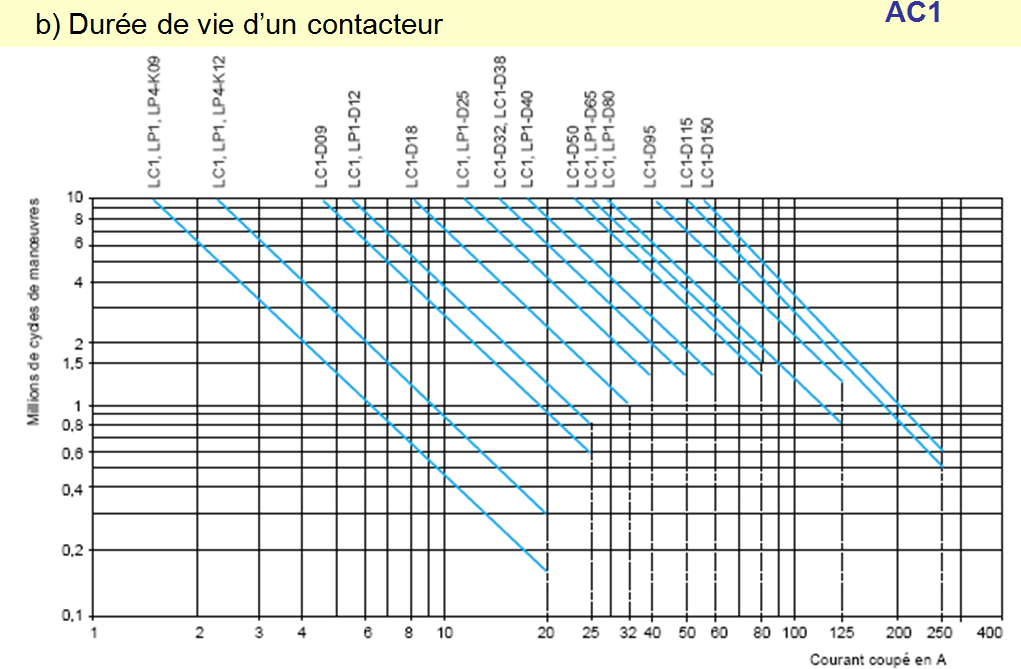 b) Durée de vie d’un contacteur
AC1
LC1, LP1, LP4-K09
LC1, LP1, LP4-K12
LC1-D09
LC1, LP1-D12
LC1-D18
LC1, LP1-D25
LC1-D32, LC1-D38
LC1, LP1-D40
LC1-D50
LC1, LP1-D65
LC1, LP1-D80
LC1-D95
LC1-D115
LC1-D150
Millions de cycles de manœuvres
10
8
6
4
2
1,5
1
0,8
0,6
0,4
0,2
0,1
1 2 3 4 6 8 10 20 25 32 40 50 60 80 100 125 200 250 400
Courant coupé en A